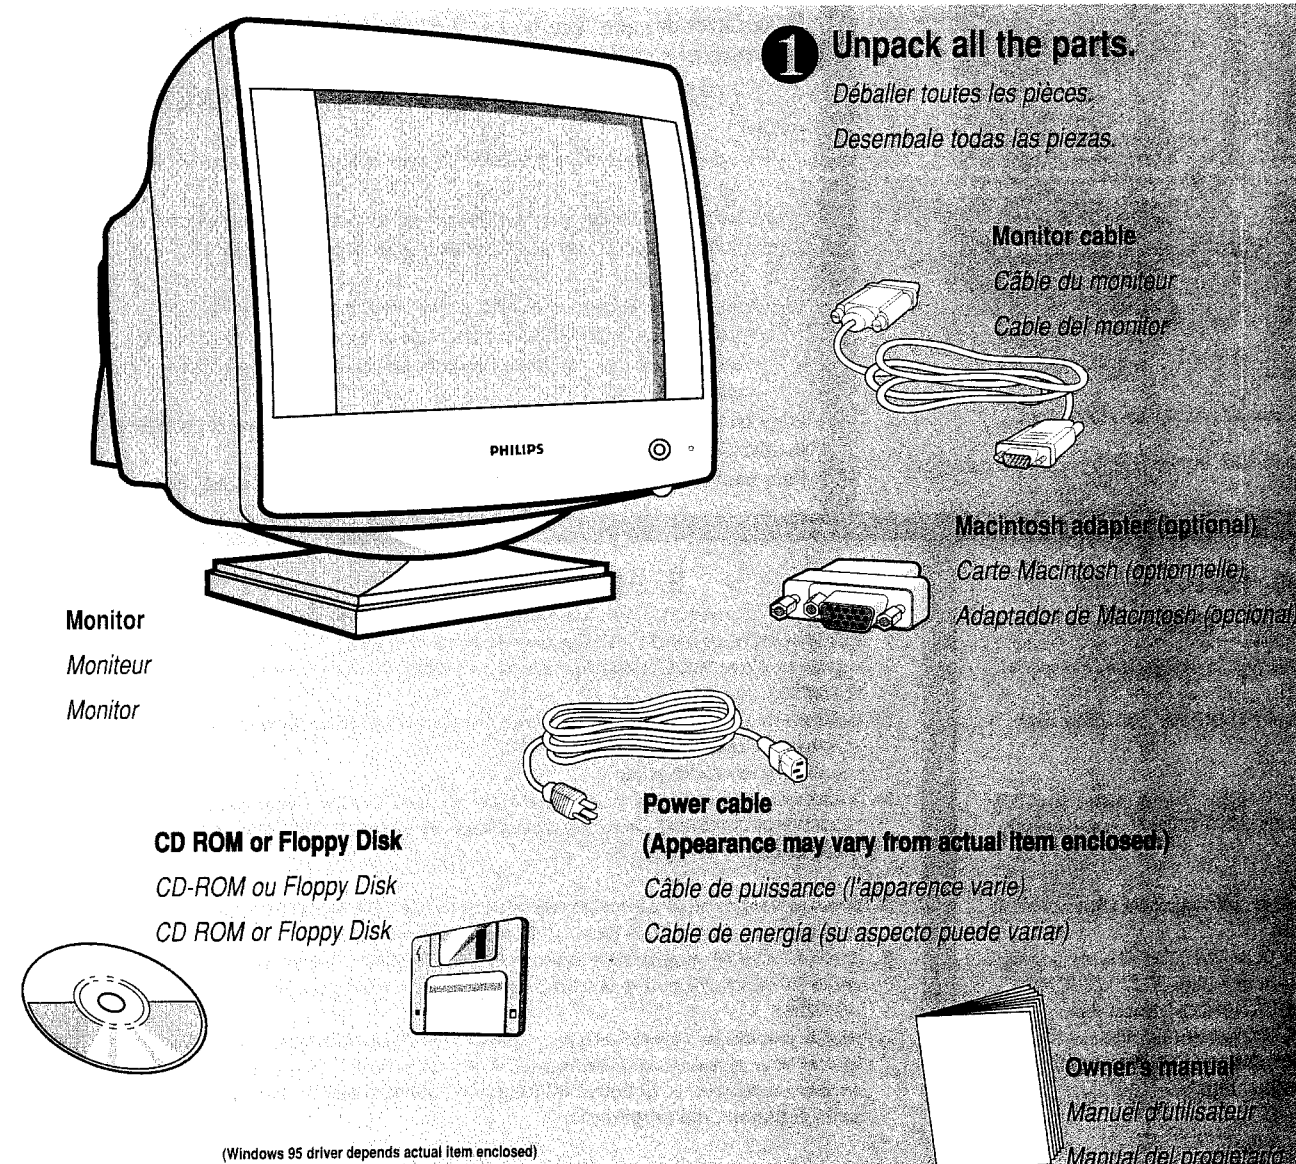 1 Unpack all the parts.
Déballer toutes les pièces.
Desembale todas las piezas.
Monitor cable
Câble du moniteur
Cable del monitor
PHILIPS
Macintosh adapter (optional)
Carte Macintosh (optionnelle)
Adaptador de Macintosh (opcional)
Monitor
Moniteur
Monitor
Power cable
(Appearance may vary from actual item enclosed.)
Câble de puissance (l'apparence varie)
Cable de energía (su aspecto puede variar)
CD ROM or Floppy Disk
CD-ROM ou Floppy Disk
CD ROM or Floppy Disk
Owner's manual
Manuel d'utilisateur
Manual del propietario
(Windows 95 driver depends actual item enclosed)